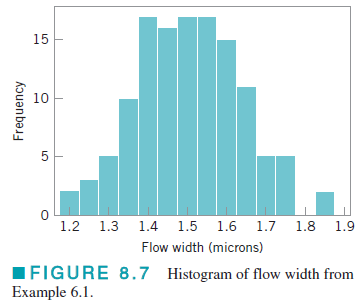 Frequency
15
10
5
0
1.2 1.3 1.4 1.5 1.6 1.7 1.8 1.9
Flow width (microns)
■ FIGURE 8.7 Histogram of flow width from
Example 6.1.